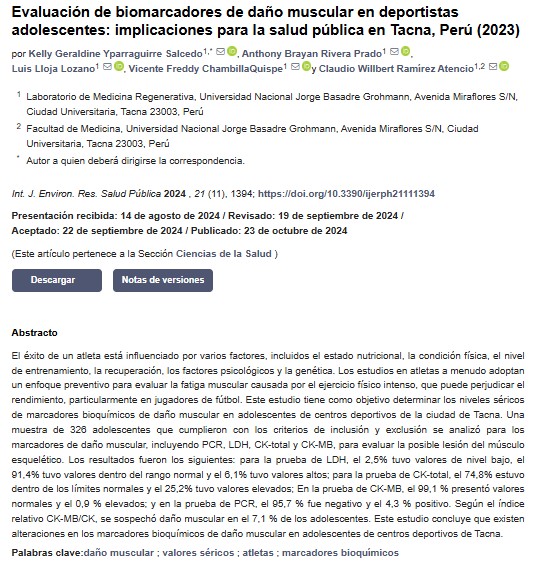 Evaluación de biomarcadores de daño muscular en deportistas
adolescentes: implicaciones para la salud pública en Tacna, Perú (2023)
por Kelly Geraldine Yparraguirre Salcedo 1,* , Anthony Brayan Rivera Prado 1 ,
Luis Lloja Lozano 1 , Vicente Freddy ChambillaQuispe 1 y Claudio Willbert Ramírez Atencio 1,2
1 Laboratorio de Medicina Regenerativa, Universidad Nacional Jorge Basadre Grohmann, Avenida Miraflores S/N,
Ciudad Universitaria, Tacna 23003, Perú
2 Facultad de Medicina, Universidad Nacional Jorge Basadre Grohmann, Avenida Miraflores S/N, Ciudad
Universitaria, Tacna 23003, Perú
* Autor a quien deberá dirigirse la correspondencia.
Int. J. Environ. Res. Salud Pública 2024 , 21 (11), 1394; https://doi.org/10.3390/ijerph21111394
Presentación recibida: 14 de agosto de 2024 / Revisado: 19 de septiembre de 2024 /
Aceptado: 22 de septiembre de 2024 / Publicado: 23 de octubre de 2024
(Este artículo pertenece a la Sección Ciencias de la Salud )
Descargar
Notas de versiones
Abstracto
El éxito de un atleta está influenciado por varios factores, incluidos el estado nutricional, la condición física, el nivel
de entrenamiento, la recuperación, los factores psicológicos y la genética. Los estudios en atletas a menudo adoptan
un enfoque preventivo para evaluar la fatiga muscular causada por el ejercicio físico intenso, que puede perjudicar el
rendimiento, particularmente en jugadores de fútbol. Este estudio tiene como objetivo determinar los niveles séricos
de marcadores bioquímicos de daño muscular en adolescentes de centros deportivos de la ciudad de Tacna. Una
muestra de 326 adolescentes que cumplieron con los criterios de inclusión y exclusión se analizó para los
marcadores de daño muscular, incluyendo PCR, LDH, CK-total y CK-MB, para evaluar la posible lesión del músculo
esquelético. Los resultados fueron los siguientes: para la prueba de LDH, el 2,5% tuvo valores de nivel bajo, el
91,4% tuvo valores dentro del rango normal y el 6,1% tuvo valores altos; para la prueba de CK-total, el 74,8% estuvo
dentro de los límites normales y el 25,2% tuvo valores elevados; En la prueba de CK-MB, el 99,1 % presentó valores
normales y el 0,9 % elevados; y en la prueba de PCR, el 95,7 % fue negativo y el 4,3 % positivo. Según el índice
relativo CK-MB/CK, se sospechó daño muscular en el 7,1 % de los adolescentes. Este estudio concluye que existen
alteraciones en los marcadores bioquímicos de daño muscular en adolescentes en centros deportivos de Tacna.
Palabras clave:daño muscular ; valores séricos ; atletas ; marcadores bioquímicos